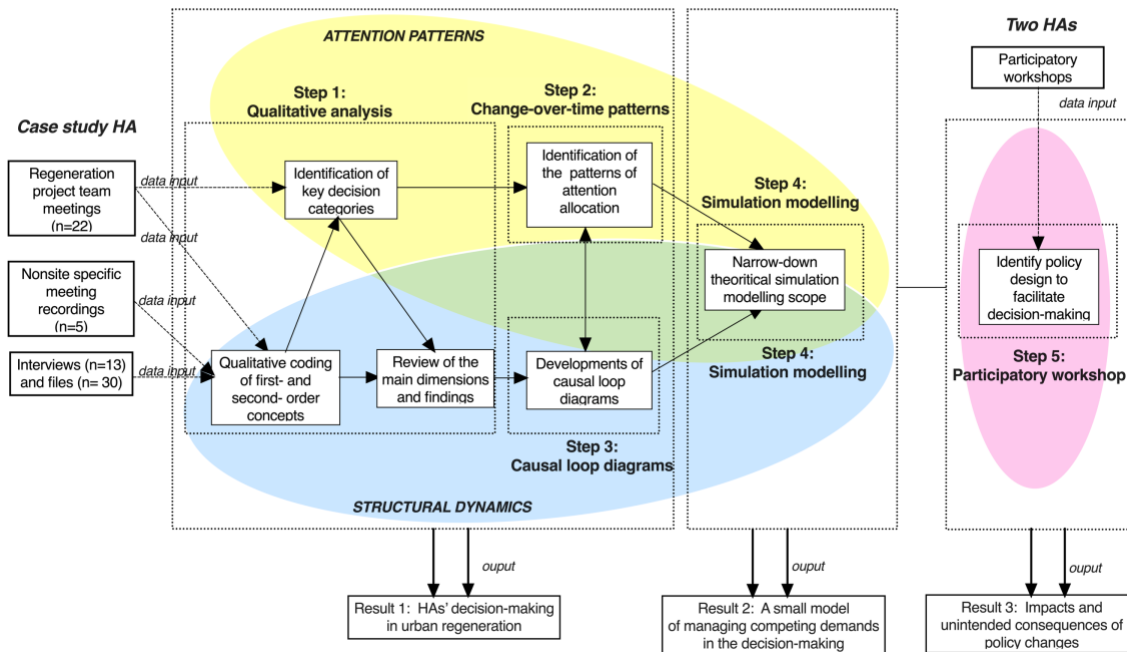 ATTENTION PATTERNS
Two HAs
Participatory
workshops
data input
Step 1:
Qualitative analysis
Step 2:
Change-over-time patterns
Case study HA
Regeneration
project team
meetings
(n=22)
data input
data input
Identification of
key decision
categories
Identification of
the patterns of
attention
allocation
Step 4:
Simulation modelling
Nonsite specific
meeting
recordings
(n=5)
data input
Narrow-down
theoritical simulation
modelling scope
Identify policy
design to
facilitate
decision-making
Interviews (n=13)
and files (n= 30)
data input
Qualitative coding
of first- and
second- order
concepts
Review of the
main dimensions
and findings
Developments of
causal loop
diagrams
Step 4:
Simulation modelling
Step 5:
Participatory workshop
Step 3:
Causal loop diagrams
STRUCTURAL DYNAMICS
ouput
ouput
ouput
Result 1: HAs' decision-making
in urban regeneration
Result 2: A small model
of managing competing demands
in the decision-making
Result 3: Impacts and
unintended consequences of
policy changes